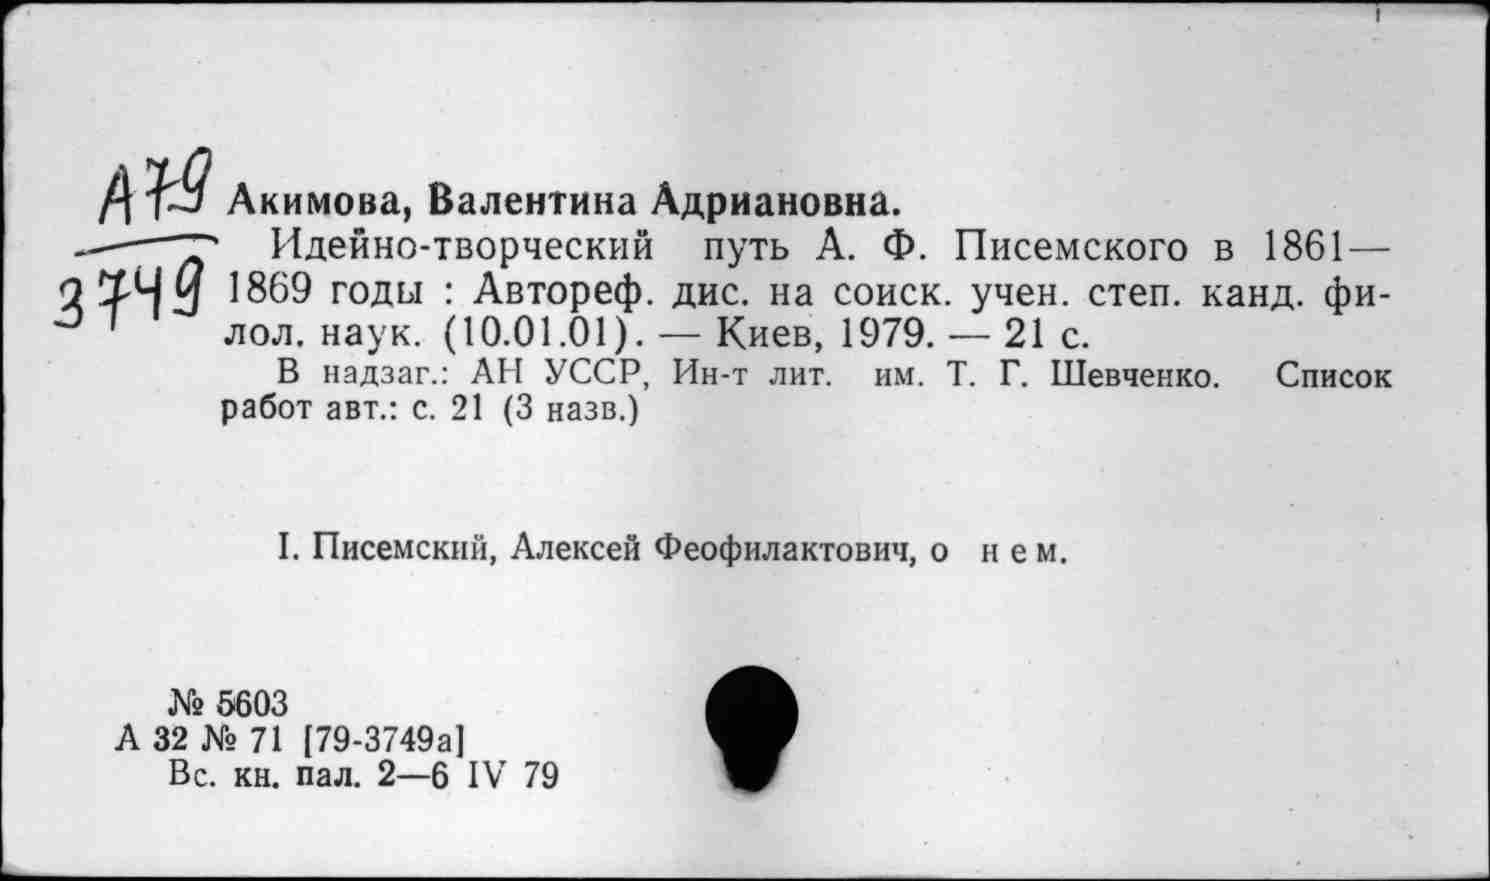 А79
3749
Акимова, Валентина Адриановна.
Идейно-творческий путь А. Ф. Писемского в 1861—
1869 годы : Автореф. дис. на соиск. учен. степ. канд. фи-
лол. наук. (10.01.01). — Киев, 1979. — 21 с.
В надзаг.: АН УССР, Ин-т лит. им. Т. Г. Шевченко. Список
работ авт.: с. 21 (3 назв.)
I. Писемский, Алексей Феофилактович, о н е м.
№ 5603
А 32 № 71 [79-3749а]
Вс. кн. пал. 2—6 IV 79